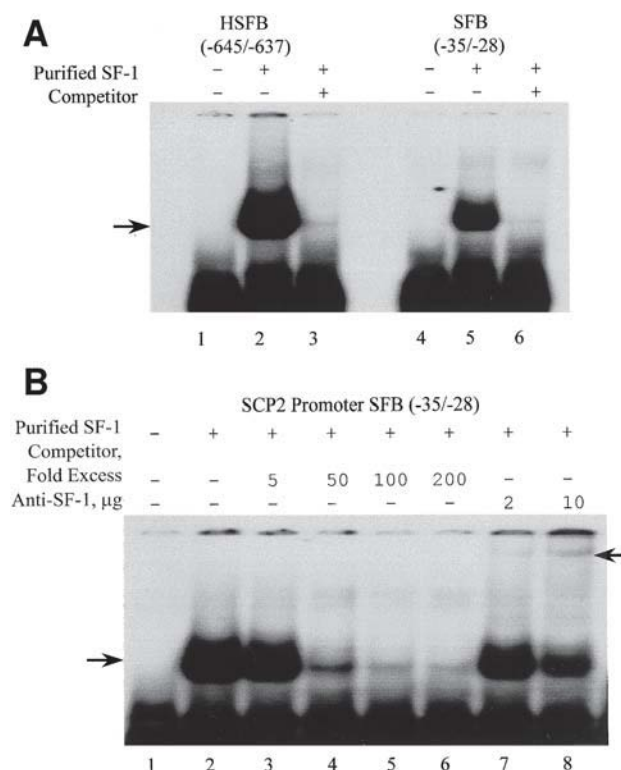 A
HSFB SFB
(-645/-637) (-35/-28)
Purified SF-1 – + + – + +
Competitor – – + – – +
1 2 3 4 5 6
B
SCP2 Promoter SFB (-35/-28)
Purified SF-1 – + + + + + + +
Competitor,
Fold Excess – – 5 50 100 200 – –
Anti-SF-1, µg – – – – – – 2 10
1 2 3 4 5 6 7 8